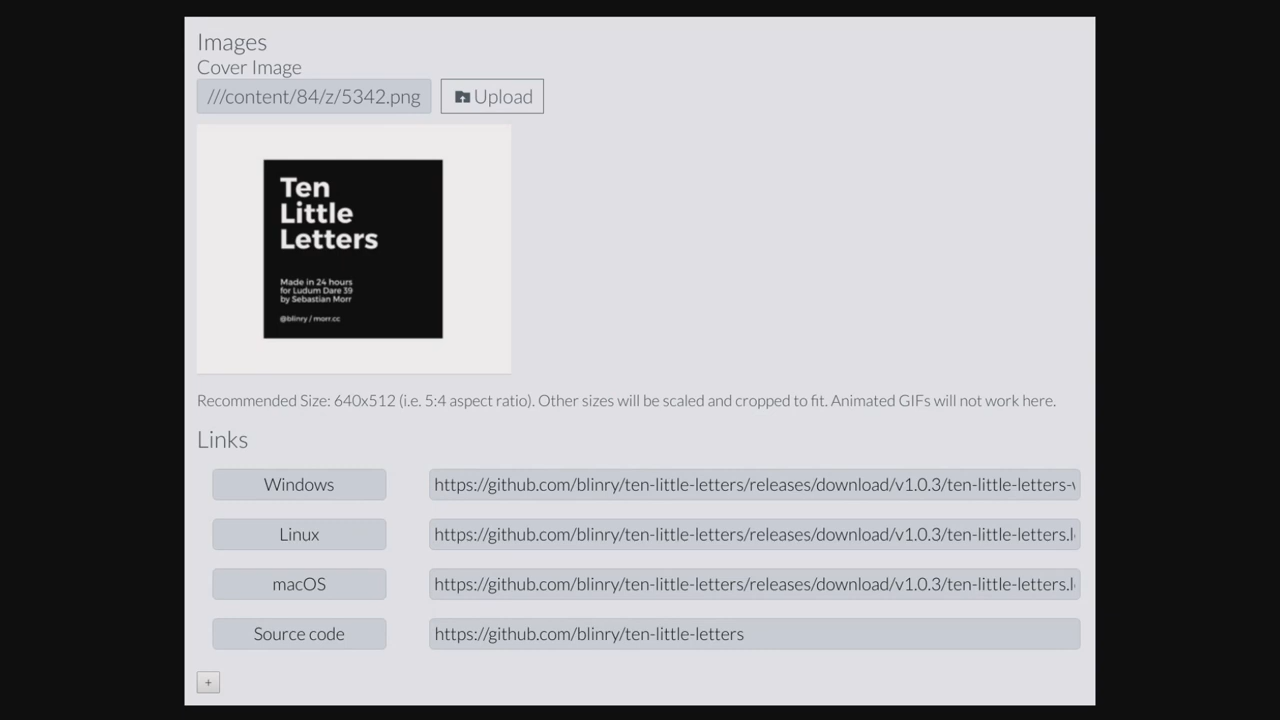 Images
Cover Image
///content/84/z/5342.png
Upload
Ten
Little
Letters
Made in 24 hours
for Ludum Dare 39
by Sebastian Morr
@blinry / morr.cc
Recommended Size: 640x512 (i.e. 5:4 aspect ratio). Other sizes will be scaled and cropped to fit. Animated GIFs will not work here.
Links
Windows https://github.com/blinry/ten-little-letters/releases/download/v1.0.3/ten-little-letters-
Linux https://github.com/blinry/ten-little-letters/releases/download/v1.0.3/ten-little-letters.l
macOS https://github.com/blinry/ten-little-letters/releases/download/v1.0.3/ten-little-letters.l
Source code https://github.com/blinry/ten-little-letters
+